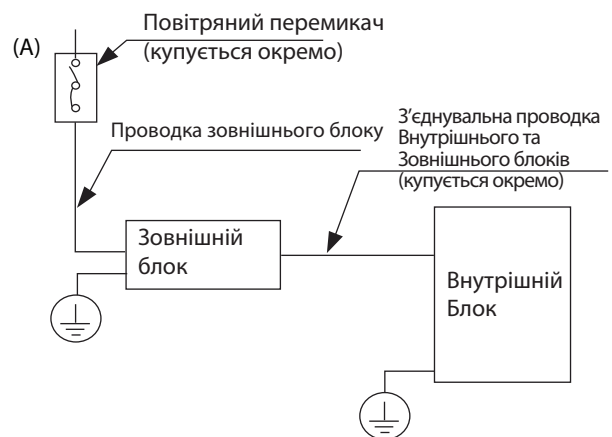 (А)
Повітряний перемикач
(купується окремо)
Проводка зовнішнього блоку
З’єднувальна проводка
Внутрішнього та
Зовнішнього блоків
(купується окремо)
Зовнішній
блок
Внутрішній
Блок